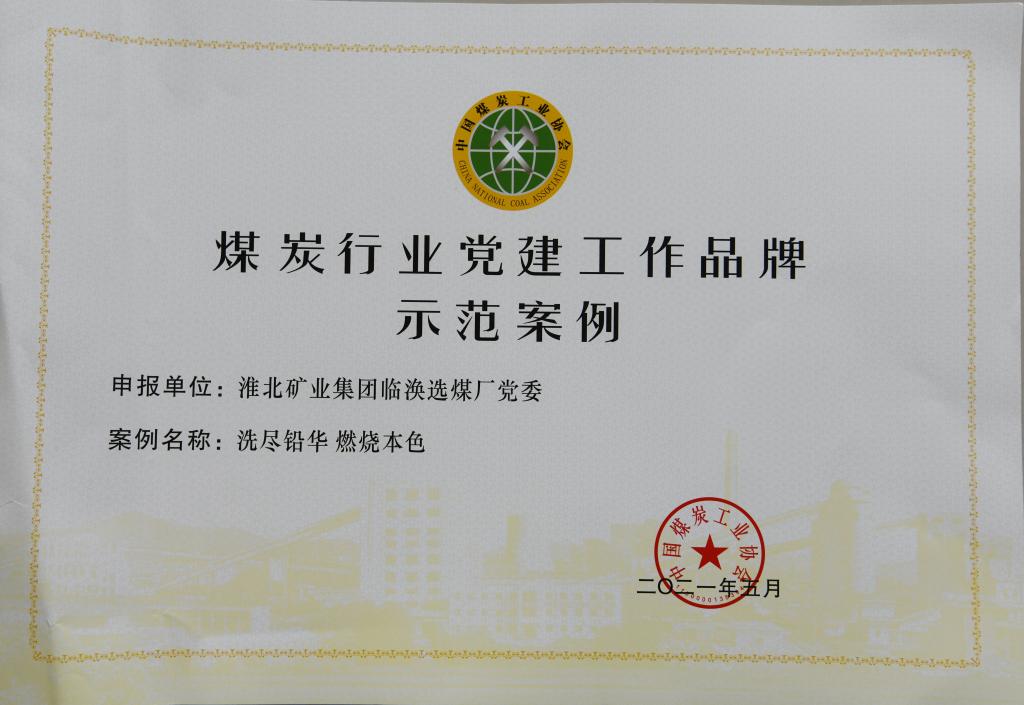 中国煤炭工业协会
CHINA NATIONAL COAL ASSOCIATION
煤炭行业党建工作品牌
示范案例
申报单位：淮北矿业集团临涣选煤厂党委
案例名称：洗尽铅华 燃烧本色
中国煤炭工业协会
二〇二一年五月